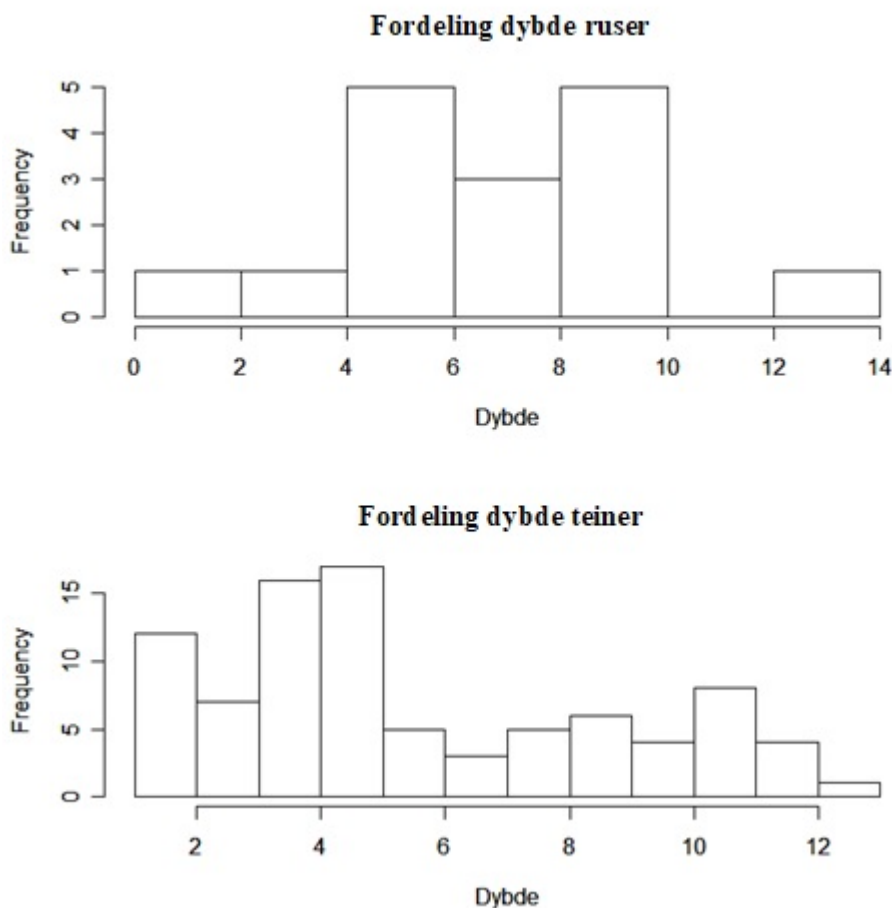 Fordeling dybde ruser
Frequency
5
4
3
2
1
0
0 2 4 6 8 10 12 14
Dybde
Fordeling dybde teiner
Frequency
15
10
5
0
2 4 6 8 10 12
Dybde